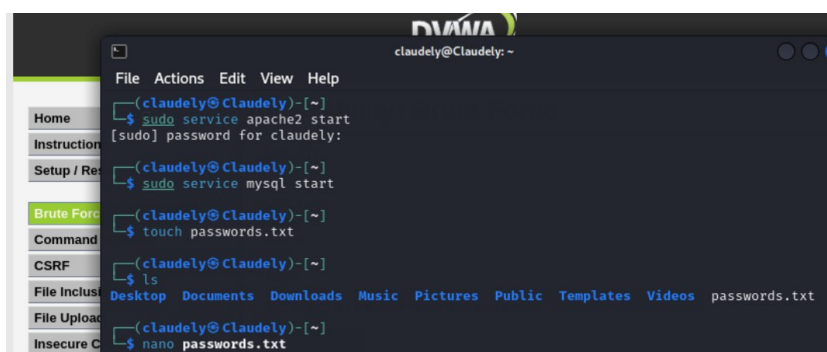 DVWA
claudely@Claudely: ~
File Actions Edit View Help
┌──(claudely㉿Claudely)-[~]
└─$ sudo service apache2 start
[sudo] password for claudely:
┌──(claudely㉿Claudely)-[~]
└─$ sudo service mysql start
┌──(claudely㉿Claudely)-[~]
└─$ touch passwords.txt
┌──(claudely㉿Claudely)-[~]
└─$ ls
Desktop Documents Downloads Music Pictures Public Templates Videos passwords.txt
┌──(claudely㉿Claudely)-[~]
└─$ nano passwords.txt
Home
Instruction
Setup / Res
Brute Forc
Command
CSRF
File Inclusi
File Upload
Insecure C